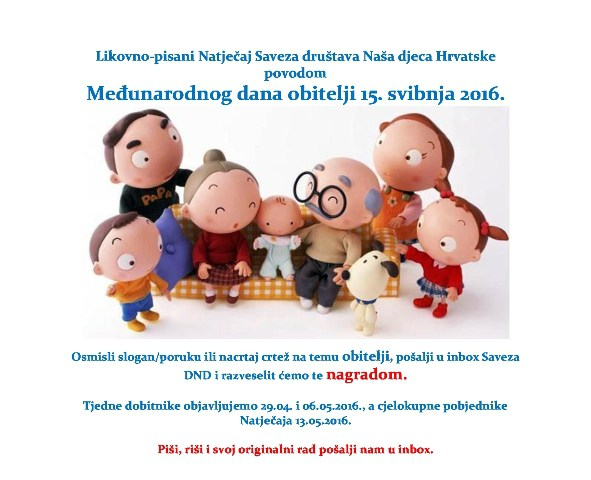 Likovno-pisani Natječaj Saveza društava Naša djeca Hrvatske
povodom
Međunarodnog dana obitelji 15. svibnja 2016.
PAPA
Osmisli slogan/poruku ili nacrtaj crtež na temu obitelji, pošalji u inbox Saveza
DND i razveselit ćemo te nagradom.
Tjedne dobitnike objavljujemo 29.04. i 06.05.2016., a cjelokupne pobjednike
Natječaja 13.05.2016.
Piši, riši i svoj originalni rad pošalji nam u inbox.